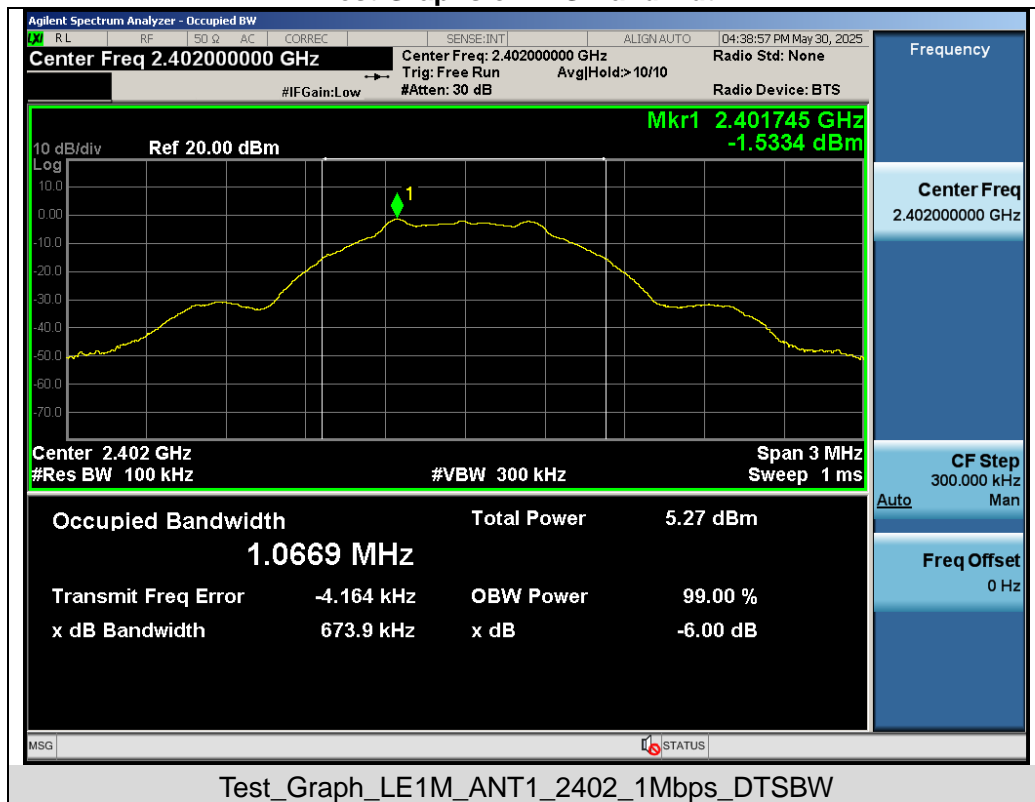 Agilent Spectrum Analyzer - Occupied BW
LXI RL RF 50 Ω AC CORREC SENSE:INT ALIGN AUTO 04:38:57 PM May 30, 2025
Center Freq 2.402000000 GHz
Center Freq: 2.402000000 GHz Radio Std: None
Trig: Free Run Avg|Hold:>10/10
#IFGain:Low #Atten: 30 dB Radio Device: BTS
Mkr1 2.401745 GHz
-1.5334 dBm
10 dB/div Ref 20.00 dBm
Log
10.0
0.00
-10.0
-20.0
-30.0
-40.0
-50.0
-60.0
-70.0
1
Center 2.402 GHz Span 3 MHz
#Res BW 100 kHz #VBW 300 kHz Sweep 1 ms
Occupied Bandwidth Total Power 5.27 dBm
1.0669 MHz
Transmit Freq Error -4.164 kHz OBW Power 99.00 %
x dB Bandwidth 673.9 kHz x dB -6.00 dB
Frequency
Center Freq
2.402000000 GHz
CF Step
300.000 kHz
Auto Man
Freq Offset
0 Hz
MSG STATUS
Test_Graph_LE1M_ANT1_2402_1Mbps_DTSBW